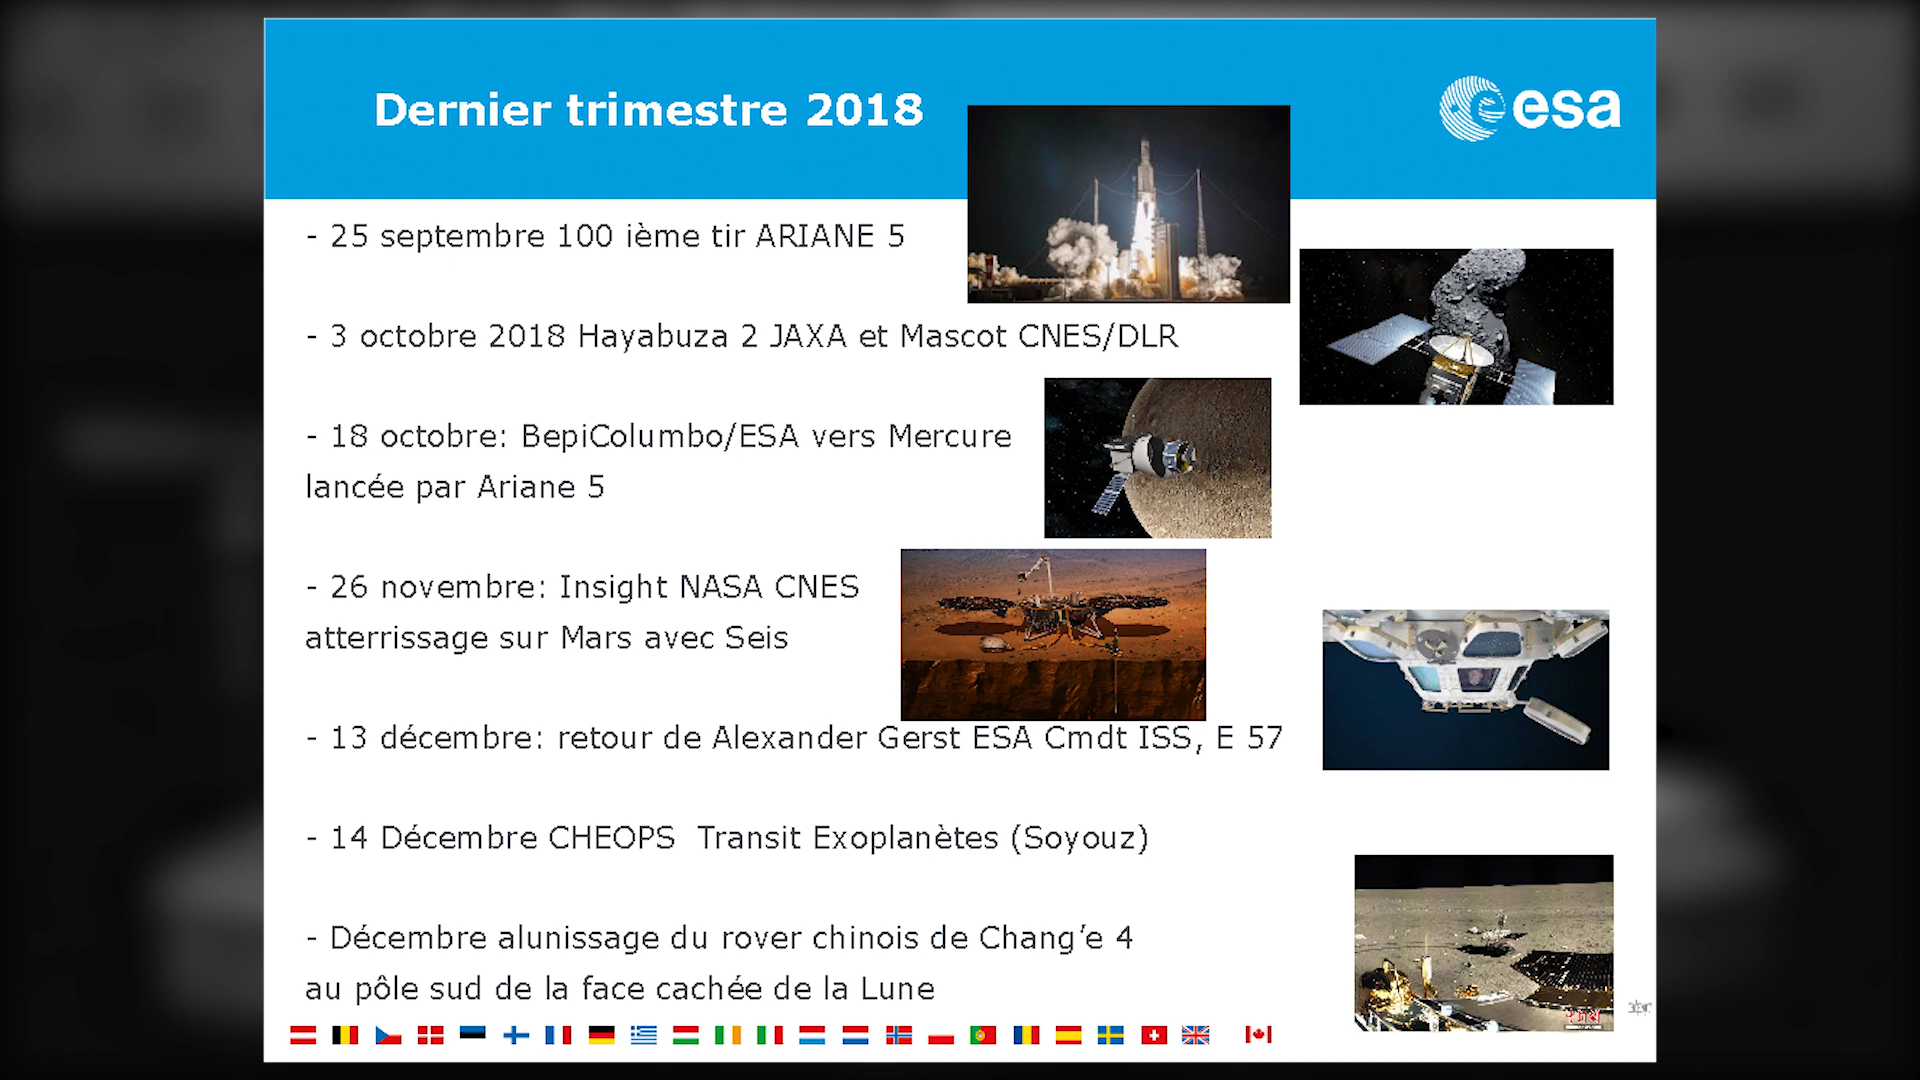 Dernier trimestre 2018
esa
- 25 septembre 100 ième tir ARIANE 5
- 3 octobre 2018 Hayabuza 2 JAXA et Mascot CNES/DLR
- 18 octobre: BepiColumbo/ESA vers Mercure
lancée par Ariane 5
- 26 novembre: Insight NASA CNES
atterrissage sur Mars avec Seis
- 13 décembre: retour de Alexander Gerst ESA Cmdt ISS, E 57
- 14 Décembre CHEOPS  Transit Exoplanètes (Soyouz)
- Décembre alunissage du rover chinois de Chang’e 4
au pôle sud de la face cachée de la Lune